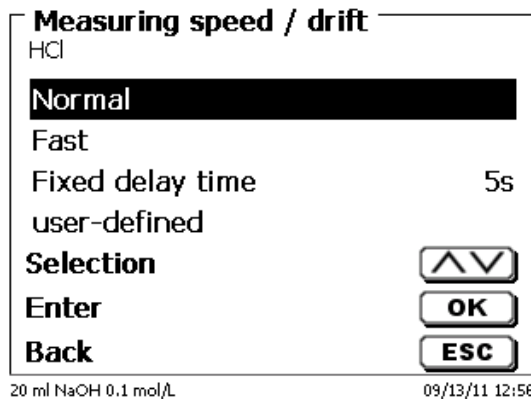 Measuring speed / drift
HCl
Normal
Fast
Fixed delay time 5s
user-defined
Selection
Enter OK
Back ESC
20 ml NaOH 0.1 mol/L 09/13/11 12:56